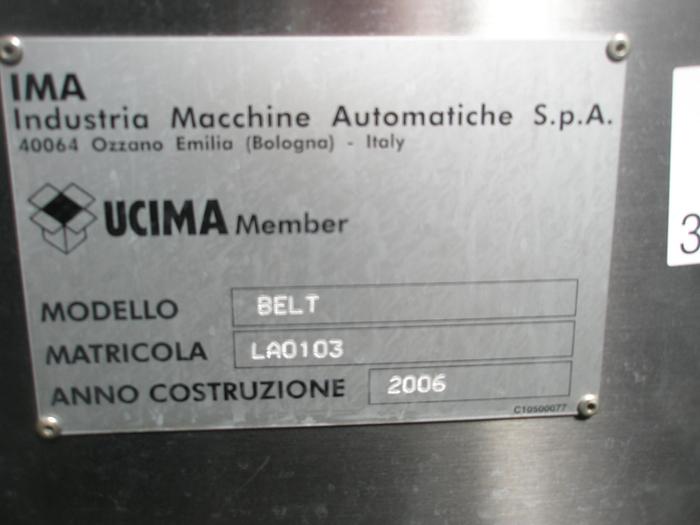 IMA
Industria Macchine Automatiche S.p.A.
40064 Ozzano Emilia (Bologna) - Italy
UCIMA Member
MODELLO BELT
MATRICOLA LA0103
ANNO COSTRUZIONE 2006
C10500077
3